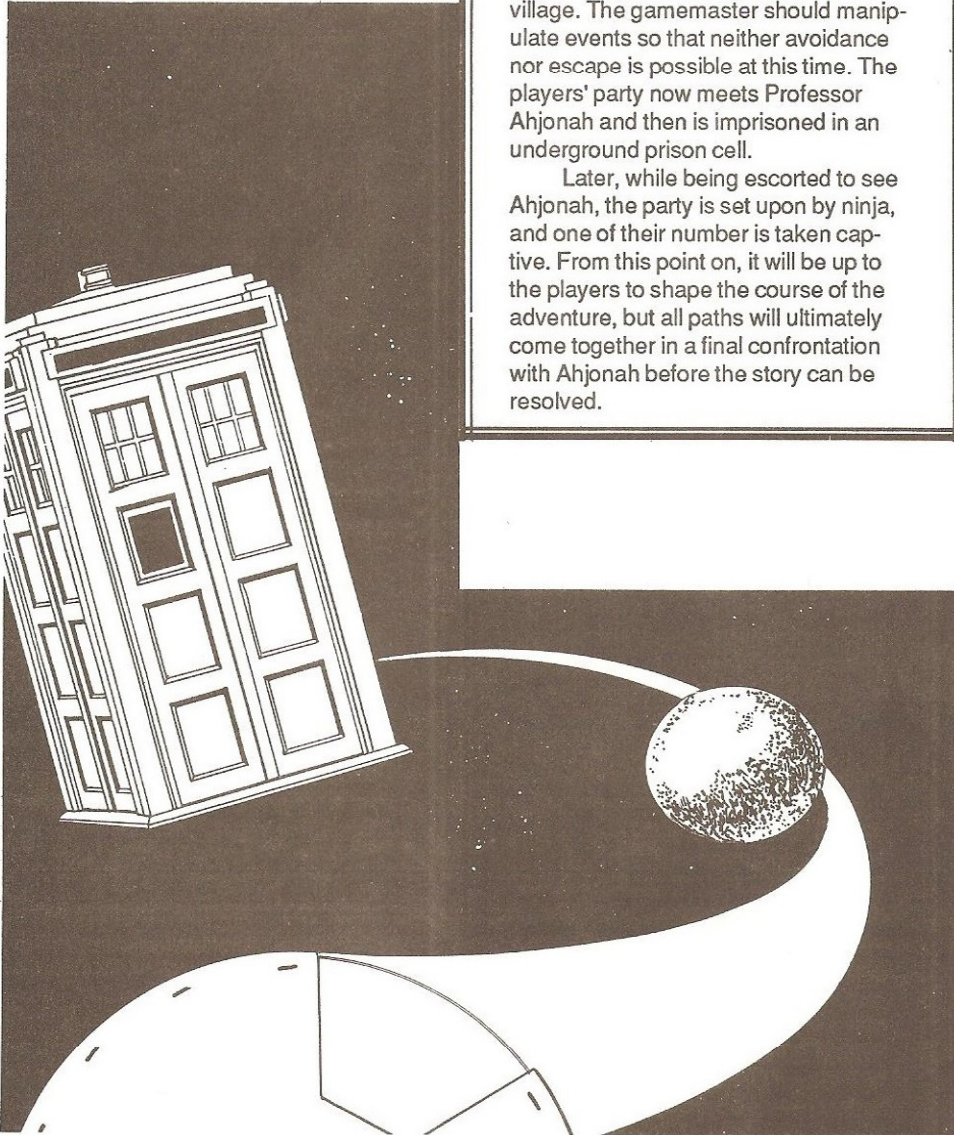 village. The gamemaster should manip-
ulate events so that neither avoidance
nor escape is possible at this time. The
players' party now meets Professor
Ahjonah and then is imprisoned in an
underground prison cell.
Later, while being escorted to see
Ahjonah, the party is set upon by ninja,
and one of their number is taken cap-
tive. From this point on, it will be up to
the players to shape the course of the
adventure, but all paths will ultimately
come together in a final confrontation
with Ahjonah before the story can be
resolved.